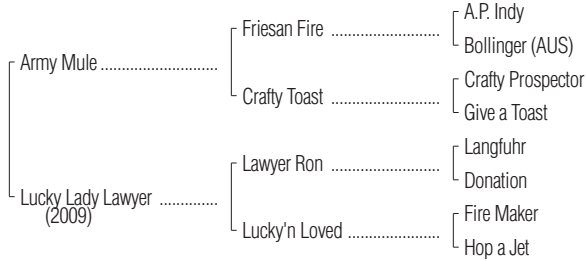 A.P. Indy
Friesan Fire ..........................
Bollinger (AUS)
Army Mule ............................
Crafty Prospector
Crafty Toast ..........................
Give a Toast
Langfuhr
Lawyer Ron ..........................
Donation
Lucky Lady Lawyer ..............
(2009)
Fire Maker
Lucky'n Loved ......................
Hop a Jet